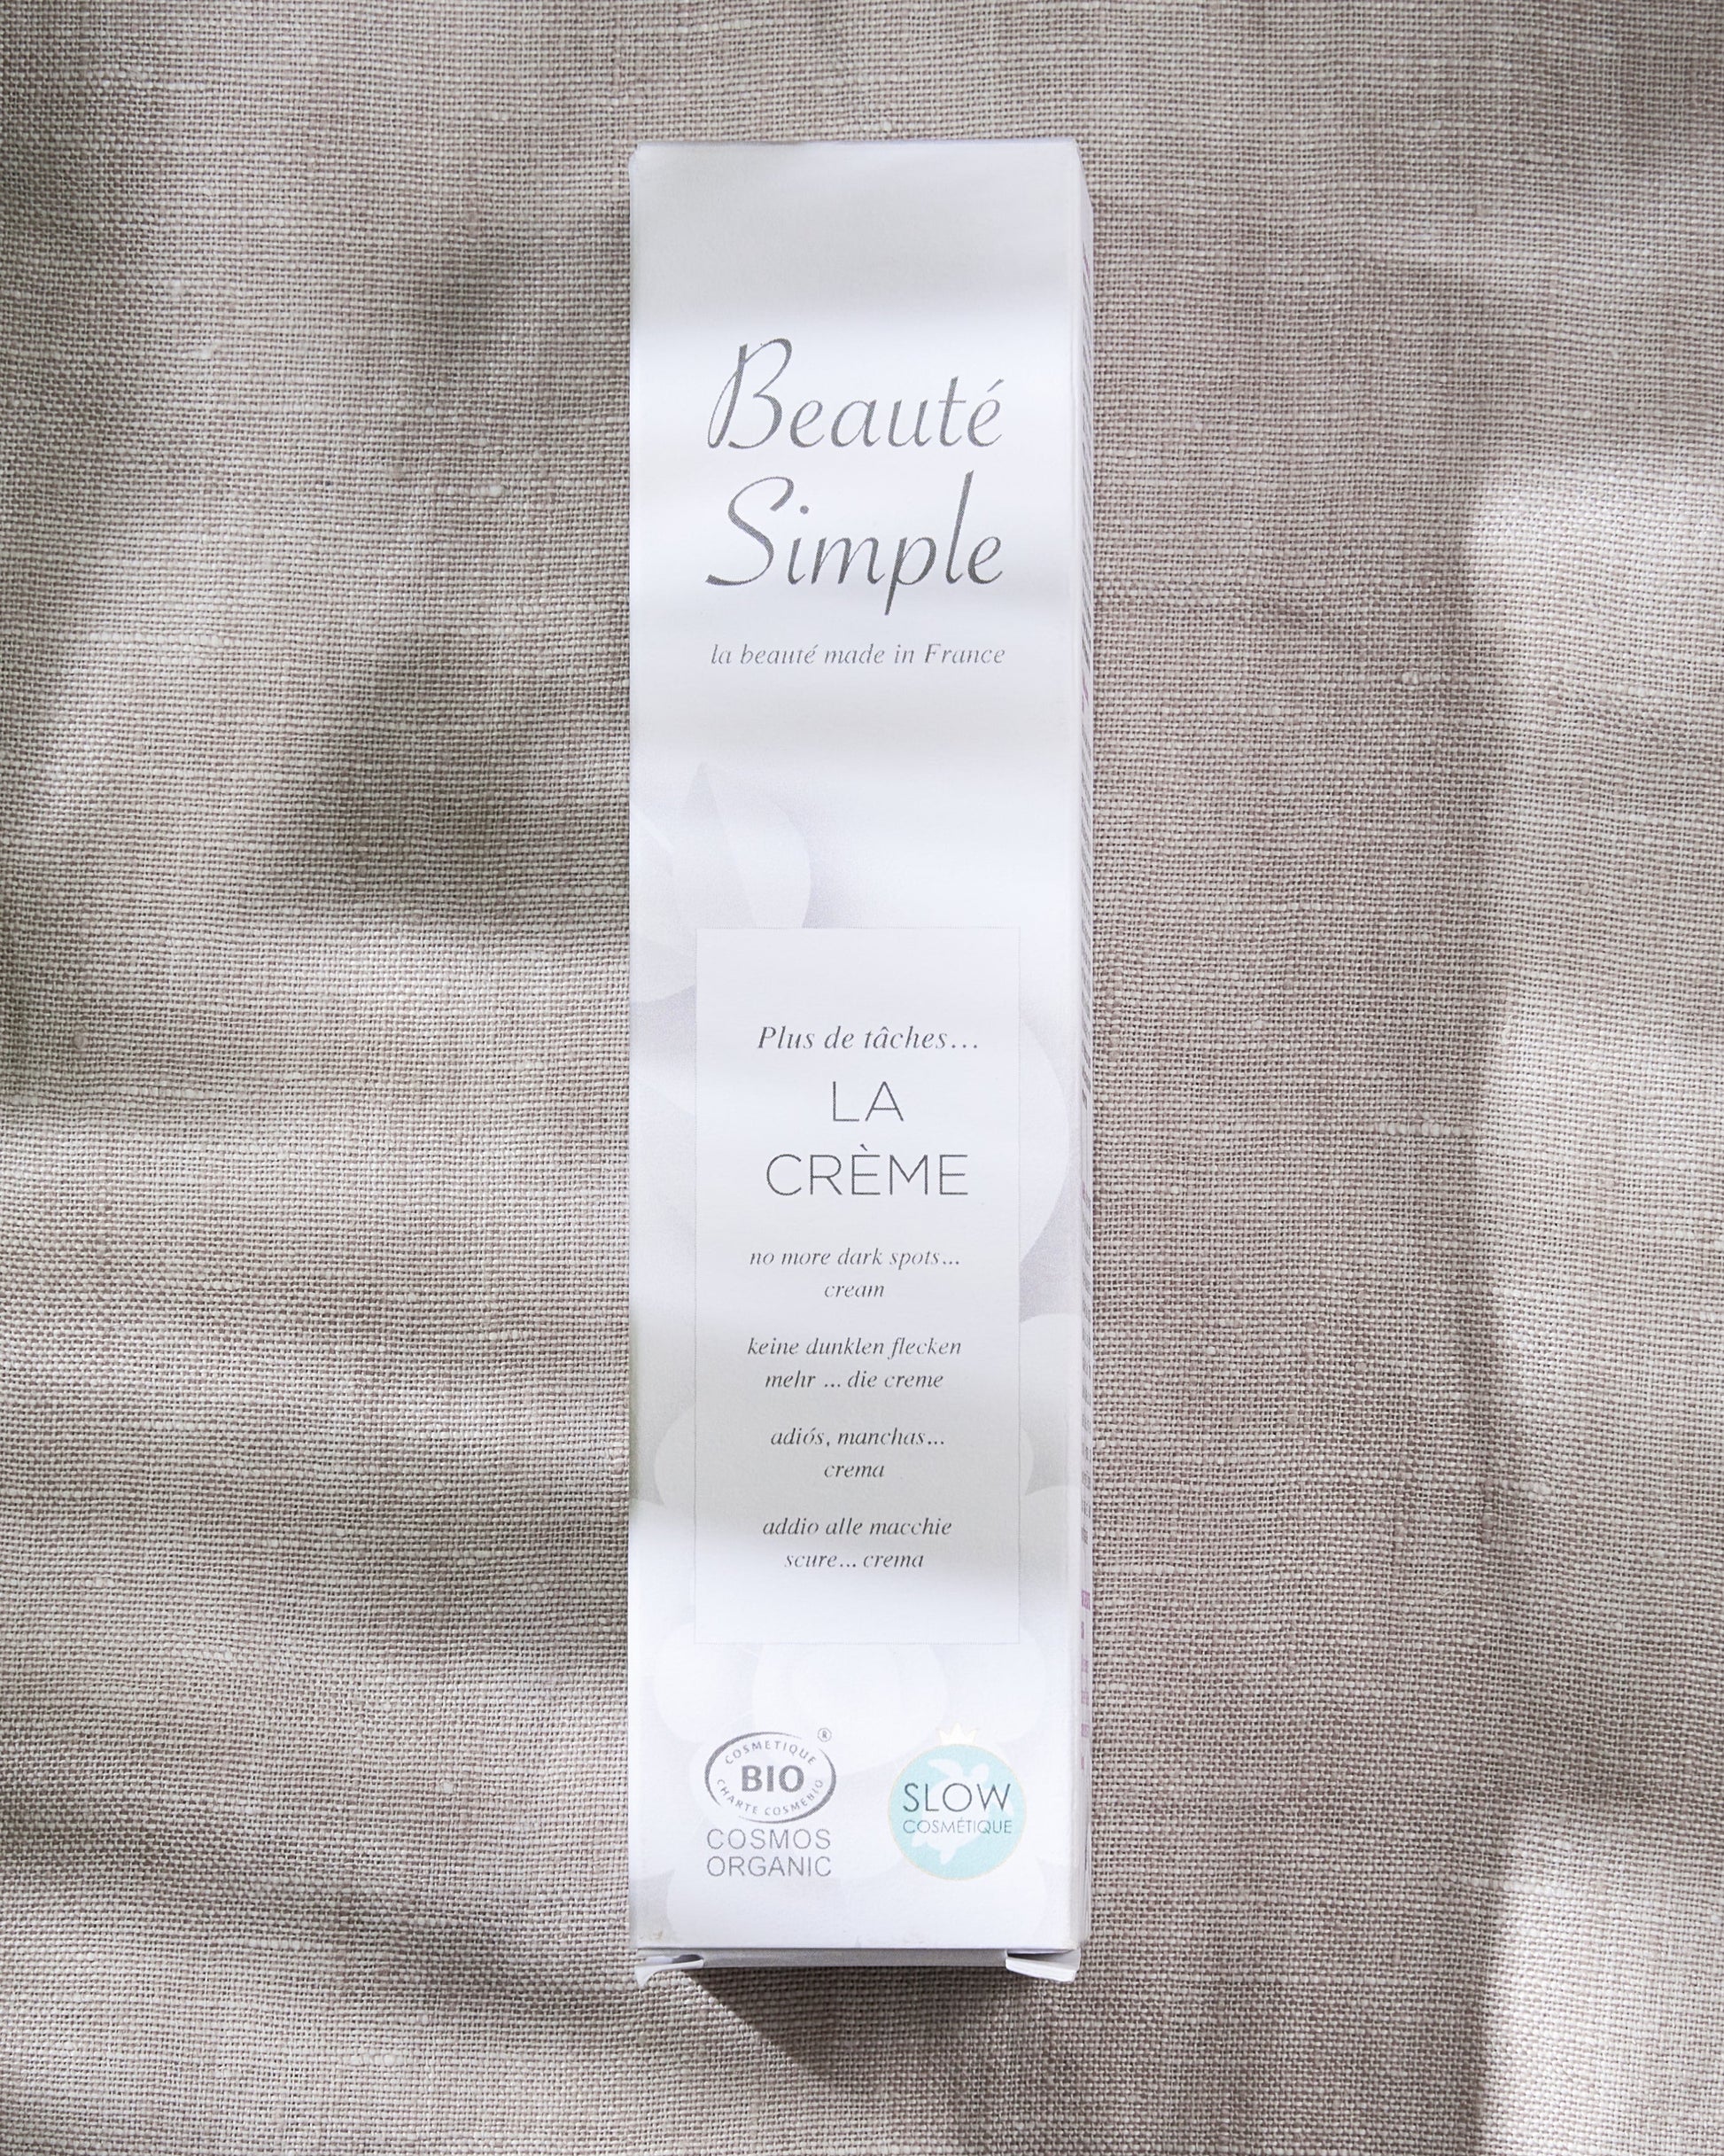 Beauté
Simple
la beauté made in France
Plus de tâches...
LA
CRÈME
no more dark spots...
cream
keine dunklen flecken
mehr ... die creme
adiós, manchas...
crema
addio alle macchie
scure... crema
®
COSMETIQUE
BIO
CHARTE COSMEBIO
COSMOS
ORGANIC
SLOW
COSMÉTIQUE